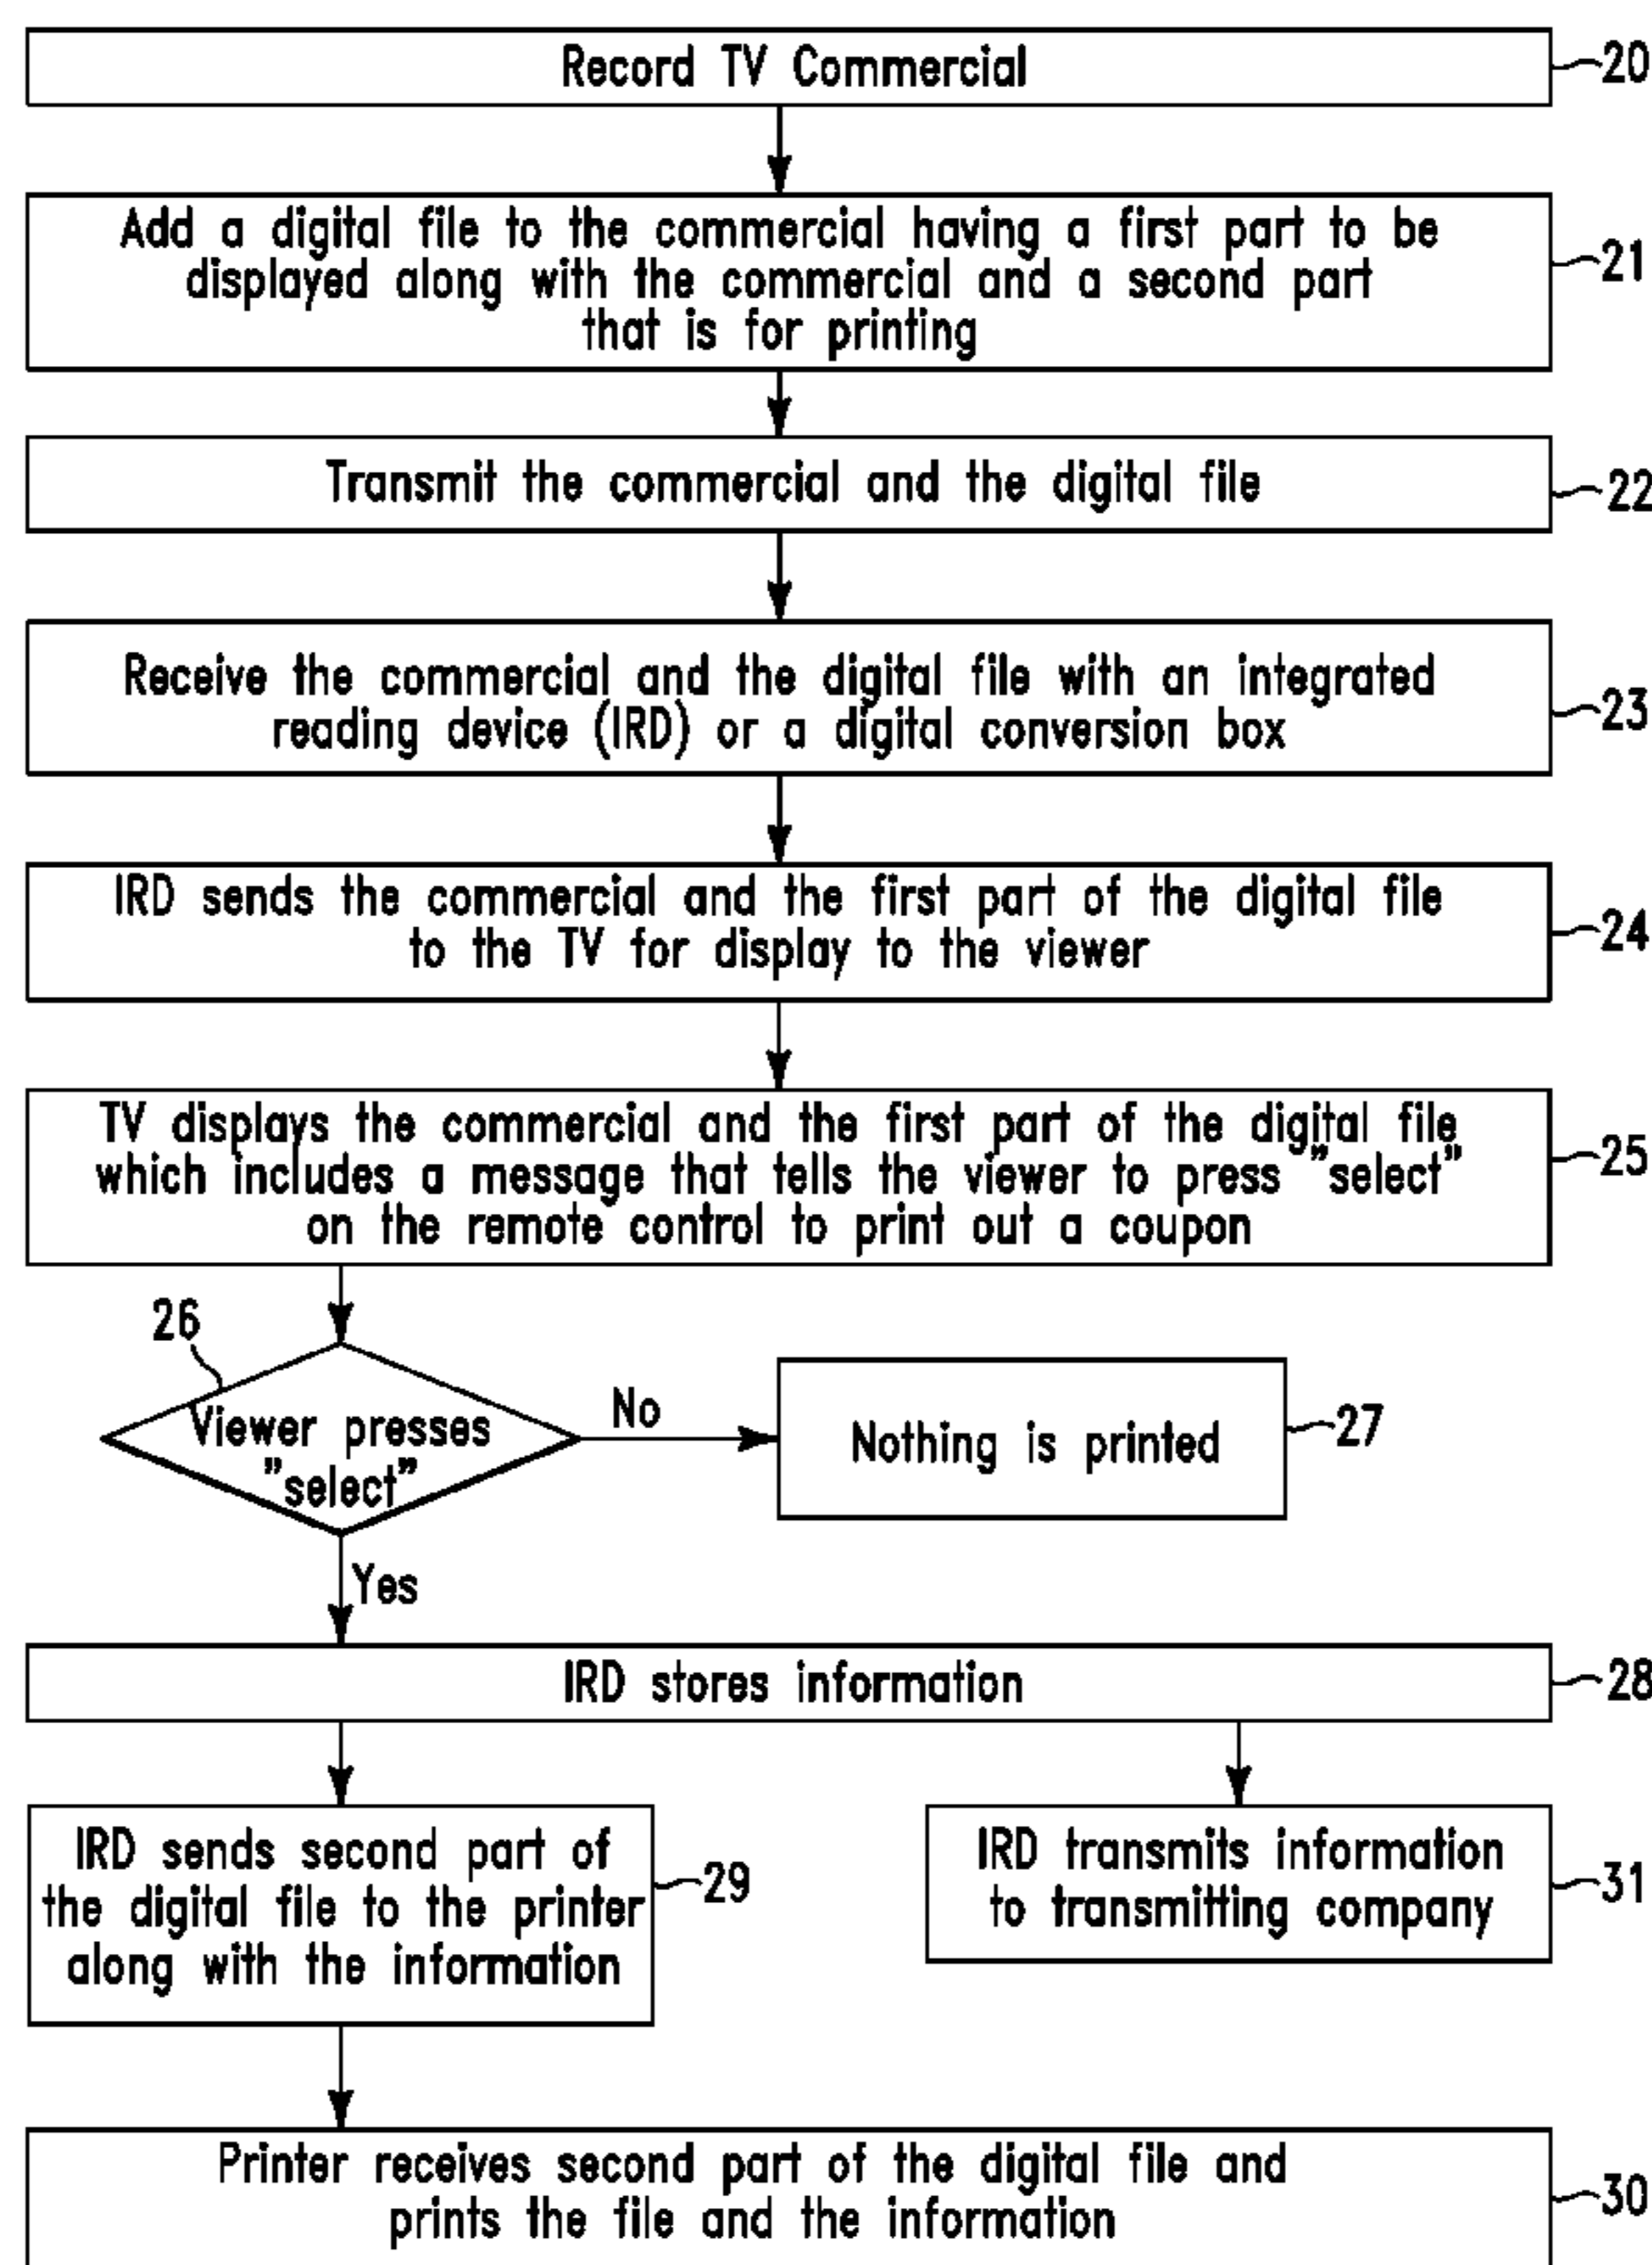 Record TV Commercial
20
Add a digital file to the commercial having a first part to be
displayed along with the commercial and a second part
that is for printing
21
Transmit the commercial and the digital file
22
Receive the commercial and the digital file with an integrated
reading device (IRD) or a digital conversion box
23
IRD sends the commercial and the first part of the digital file
to the TV for display to the viewer
24
TV displays the commercial and the first part of the digital file
which includes a message that tells the viewer to press "select"
on the remote control to print out a coupon
25
26
Viewer presses
"select"
No
Nothing is printed
27
Yes
IRD stores information
28
IRD sends second part of
the digital file to the printer
along with the information
29
IRD transmits information
to transmitting company
31
Printer receives second part of the digital file and
prints the file and the information
30